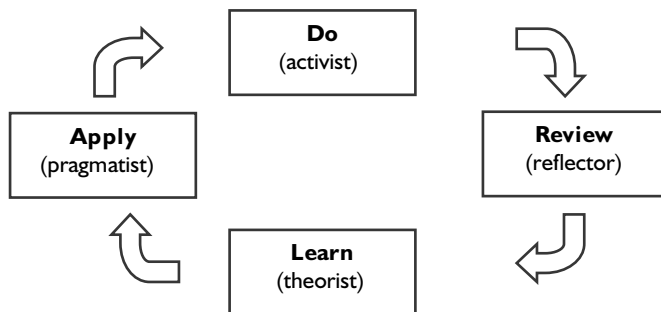 Do
(activist)
Apply
(pragmatist)
Review
(reflector)
Learn
(theorist)